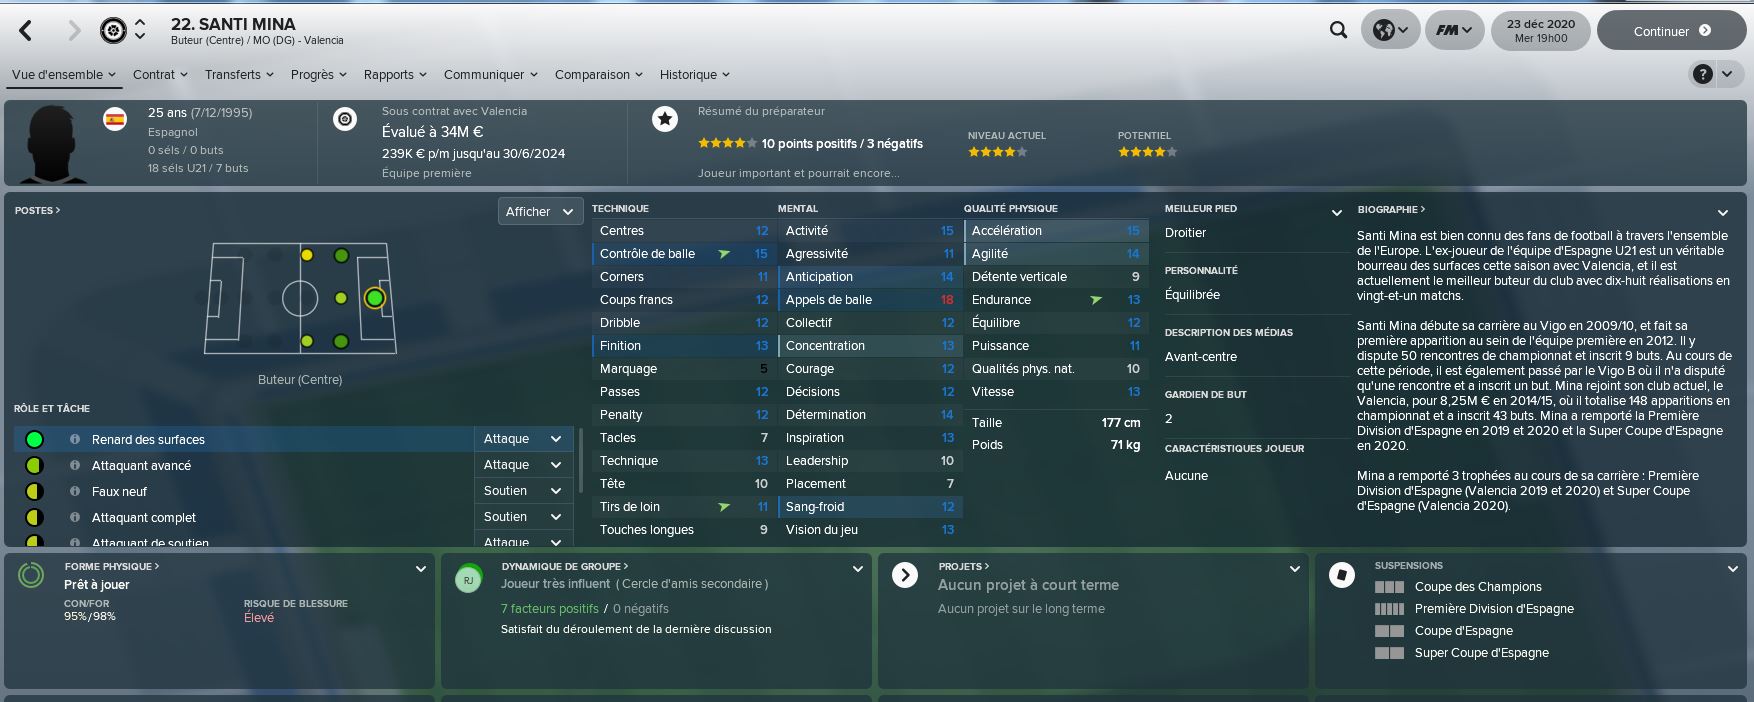 22. SANTI MINA
Buteur (Centre) / MO (DG) - Valencia
FM
23 déc 2020
Mer 19h00
Continuer
Vue d'ensemble
Contrat
Transferts
Progrès
Rapports
Communiquer
Comparaison
Historique
?
25 ans (7/12/1995)
Espagnol
0 séls / 0 buts
18 séls U21 / 7 buts
Sous contrat avec Valencia
Évalué à 34M €
239K € p/m jusqu'au 30/6/2024
Équipe première
Résumé du préparateur
10 points positifs / 3 négatifs
Joueur important et pourrait encore...
NIVEAU ACTUEL
POTENTIEL
POSTES >
Afficher
Buteur (Centre)
RÔLE ET TÂCHE
Renard des surfaces Attaque
Attaquant avancé Attaque
Faux neuf Soutien
Attaquant complet Soutien
Attaquant de soutien Attaque
TECHNIQUE
Centres 12
Contrôle de balle 15
Corners 11
Coups francs 12
Dribble 12
Finition 13
Marquage 5
Passes 12
Penalty 12
Tacles 7
Technique 13
Tête 10
Tirs de loin 11
Touches longues 9
MENTAL
Activité 15
Agressivité 11
Anticipation 14
Appels de balle 18
Collectif 12
Concentration 13
Courage 12
Décisions 12
Détermination 14
Inspiration 13
Leadership 10
Placement 7
Sang-froid 12
Vision du jeu 13
QUALITÉ PHYSIQUE
Accélération 15
Agilité 14
Détente verticale 9
Endurance 13
Équilibre 12
Puissance 11
Qualités phys. nat. 10
Vitesse 13
Taille 177 cm
Poids 71 kg
MEILLEUR PIED
Droitier
PERSONNALITÉ
Équilibrée
DESCRIPTION DES MÉDIAS
Avant-centre
GARDIEN DE BUT
2
CARACTÉRISTIQUES JOUEUR
Aucune
BIOGRAPHIE >
Santi Mina est bien connu des fans de football à travers l'ensemble
de l'Europe. L'ex-joueur de l'équipe d'Espagne U21 est un véritable
bourreau des surfaces cette saison avec Valencia, et il est
actuellement le meilleur buteur du club avec dix-huit réalisations en
vingt-et-un matchs.
Santi Mina débute sa carrière au Vigo en 2009/10, et fait sa
première apparition au sein de l'équipe première en 2012. Il y
dispute 50 rencontres de championnat et inscrit 9 buts. Au cours de
cette période, il est également passé par le Vigo B où il n'a disputé
qu'une rencontre et a inscrit un but. Mina rejoint son club actuel, le
Valencia, pour 8,25M € en 2014/15, où il totalise 148 apparitions en
championnat et a inscrit 43 buts. Mina a remporté la Première
Division d'Espagne en 2019 et 2020 et la Super Coupe d'Espagne
en 2020.
Mina a remporté 3 trophées au cours de sa carrière : Première
Division d'Espagne (Valencia 2019 et 2020) et Super Coupe
d'Espagne (Valencia 2020).
FORME PHYSIQUE >
Prêt à jouer
CON/FOR
95%/98%
RISQUE DE BLESSURE
Élevé
RJ
DYNAMIQUE DE GROUPE >
Joueur très influent ( Cercle d'amis secondaire )
7 facteurs positifs / 0 négatifs
Satisfait du déroulement de la dernière discussion
PROJETS >
Aucun projet à court terme
Aucun projet sur le long terme
SUSPENSIONS
Coupe des Champions
Première Division d'Espagne
Coupe d'Espagne
Super Coupe d'Espagne